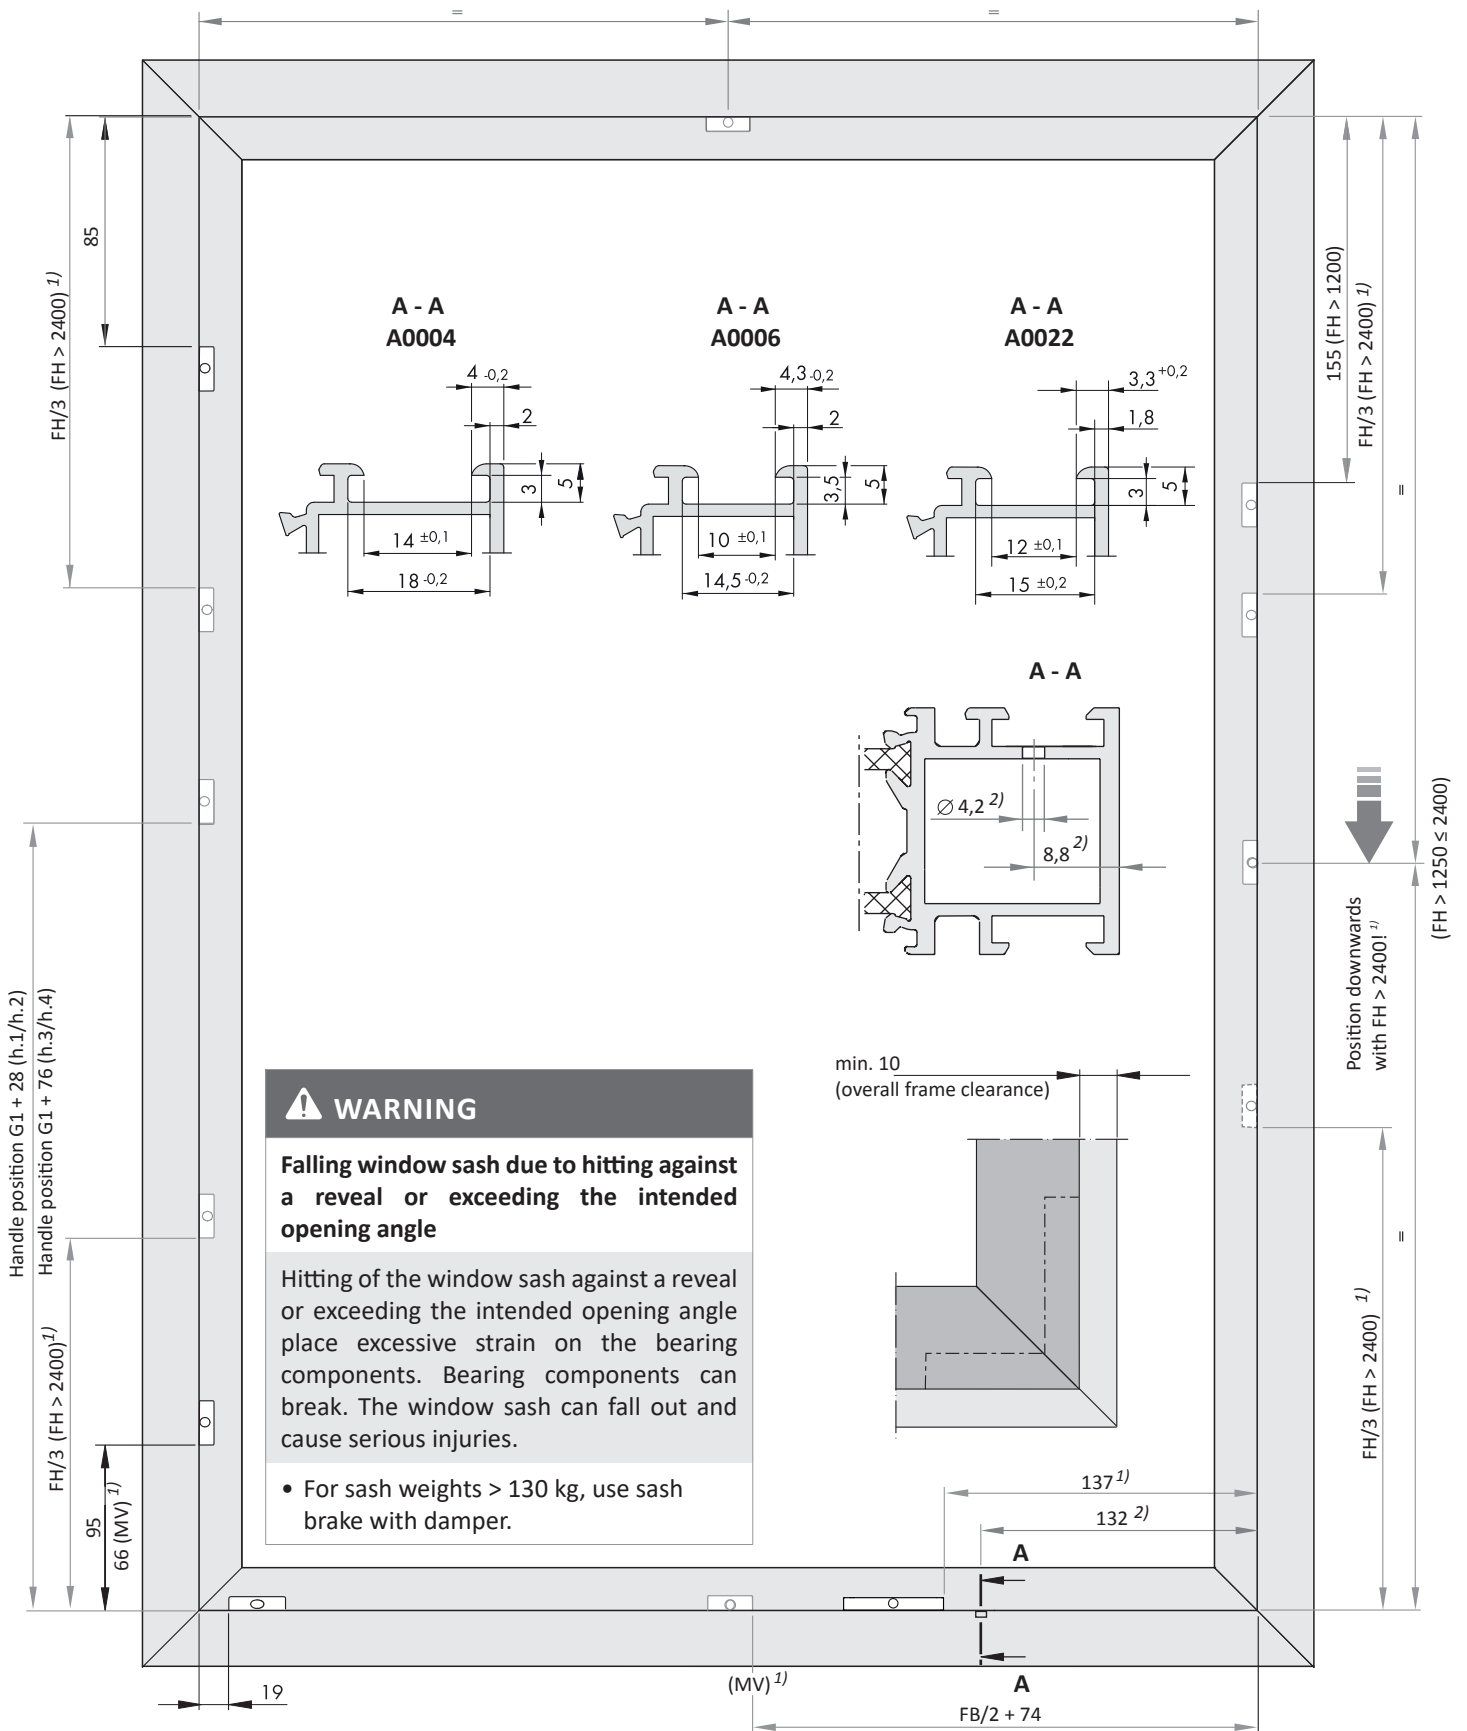 = =
85
FH/3 (FH > 2400) 1)
155 (FH > 1200)
FH/3 (FH > 2400) 1)
=
(FH > 1250 ≤ 2400)
A - A
A0004
4 -0,2
2
3
5
14 ±0,1
18 -0,2
A - A
A0006
4,3 -0,2
2
3,5
5
10 ±0,1
14,5 -0,2
A - A
A0022
3,3 +0,2
1,8
3
5
12 ±0,1
15 ±0,2
A - A
Ø 4,2 2)
8,8 2)
Position downwards
with FH > 2400! 1)
=
FH/3 (FH > 2400) 1)
Handle position G1 + 28 (h.1/h.2)
Handle position G1 + 76 (h.3/h.4)
FH/3 (FH > 2400) 1)
95
66 (MV) 1)
min. 10
(overall frame clearance)
WARNING
Falling window sash due to hitting against
a reveal or exceeding the intended
opening angle
Hitting of the window sash against a reveal
or exceeding the intended opening angle
place excessive strain on the bearing
components. Bearing components can
break. The window sash can fall out and
cause serious injuries.
• For sash weights > 130 kg, use sash
brake with damper.
137 1)
132 2)
A
A
19
(MV) 1)
FB/2 + 74